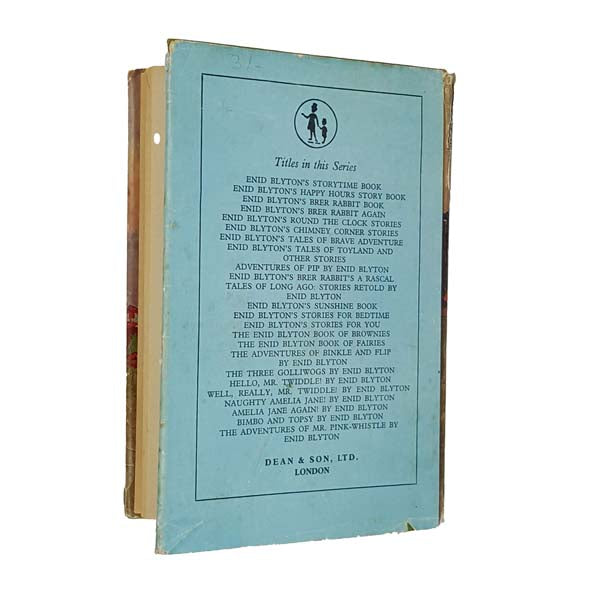 3/-
Titles in this Series
ENID BLYTON'S STORYTIME BOOK
ENID BLYTON'S HAPPY HOURS STORY BOOK
ENID BLYTON'S BRER RABBIT BOOK
ENID BLYTON'S BRER RABBIT AGAIN
ENID BLYTON'S ROUND THE CLOCK STORIES
ENID BLYTON'S CHIMNEY CORNER STORIES
ENID BLYTON'S TALES OF BRAVE ADVENTURE
ENID BLYTON'S TALES OF TOYLAND AND
OTHER STORIES
ADVENTURES OF PIP BY ENID BLYTON
ENID BLYTON'S BRER RABBIT'S A RASCAL
TALES OF LONG AGO: STORIES RETOLD BY
ENID BLYTON
ENID BLYTON'S SUNSHINE BOOK
ENID BLYTON'S STORIES FOR BEDTIME
ENID BLYTON'S STORIES FOR YOU
THE ENID BLYTON BOOK OF BROWNIES
THE ENID BLYTON BOOK OF FAIRIES
THE ADVENTURES OF BINKLE AND FLIP
BY ENID BLYTON
THE THREE GOLLIWOGS BY ENID BLYTON
HELLO, MR. TWIDDLE! BY ENID BLYTON
WELL, REALLY, MR. TWIDDLE! BY ENID BLYTON
NAUGHTY AMELIA JANE! BY ENID BLYTON
AMELIA JANE AGAIN! BY ENID BLYTON
BIMBO AND TOPSY BY ENID BLYTON
THE ADVENTURES OF MR. PINK-WHISTLE BY
ENID BLYTON
DEAN & SON, LTD.
LONDON